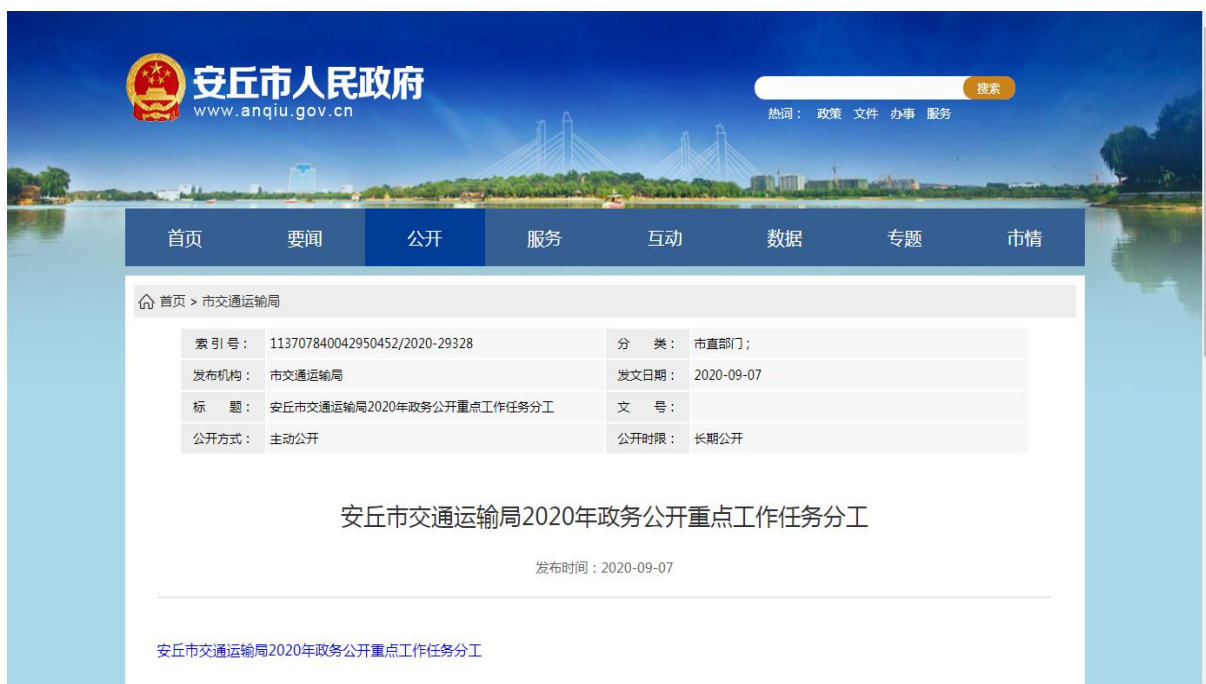 安丘市人民政府
www.anqiu.gov.cn
搜索
热词： 政策 文件 办事 服务
首页 要闻 公开 服务 互动 数据 专题 市情
首页 > 市交通运输局
索引号： 113707840042950452/2020-29328 分 类： 市直部门；
发布机构： 市交通运输局 发文日期： 2020-09-07
标 题： 安丘市交通运输局2020年政务公开重点工作任务分工 文 号：
公开方式： 主动公开 公开时限： 长期公开
安丘市交通运输局2020年政务公开重点工作任务分工
发布时间：2020-09-07
安丘市交通运输局2020年政务公开重点工作任务分工